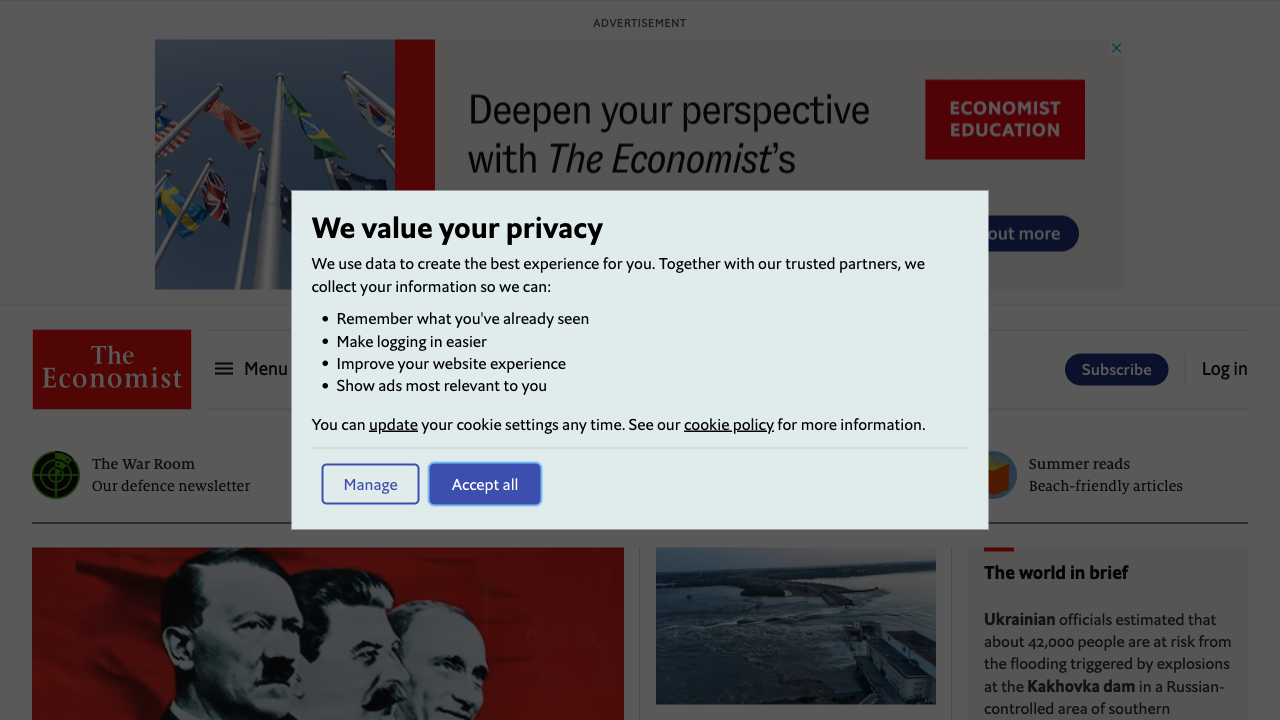 ADVERTISEMENT
Deepen your perspective
with The Economist's
ECONOMIST
EDUCATION
out more
We value your privacy
We use data to create the best experience for you. Together with our trusted partners, we
collect your information so we can:
• Remember what you've already seen
• Make logging in easier
• Improve your website experience
• Show ads most relevant to you
You can update your cookie settings any time. See our cookie policy for more information.
Manage
Accept all
The
Economist
Menu
Subscribe
Log in
The War Room
Our defence newsletter
Summer reads
Beach-friendly articles
The world in brief
Ukrainian officials estimated that
about 42,000 people are at risk from
the flooding triggered by explosions
at the Kakhovka dam in a Russian-
controlled area of southern